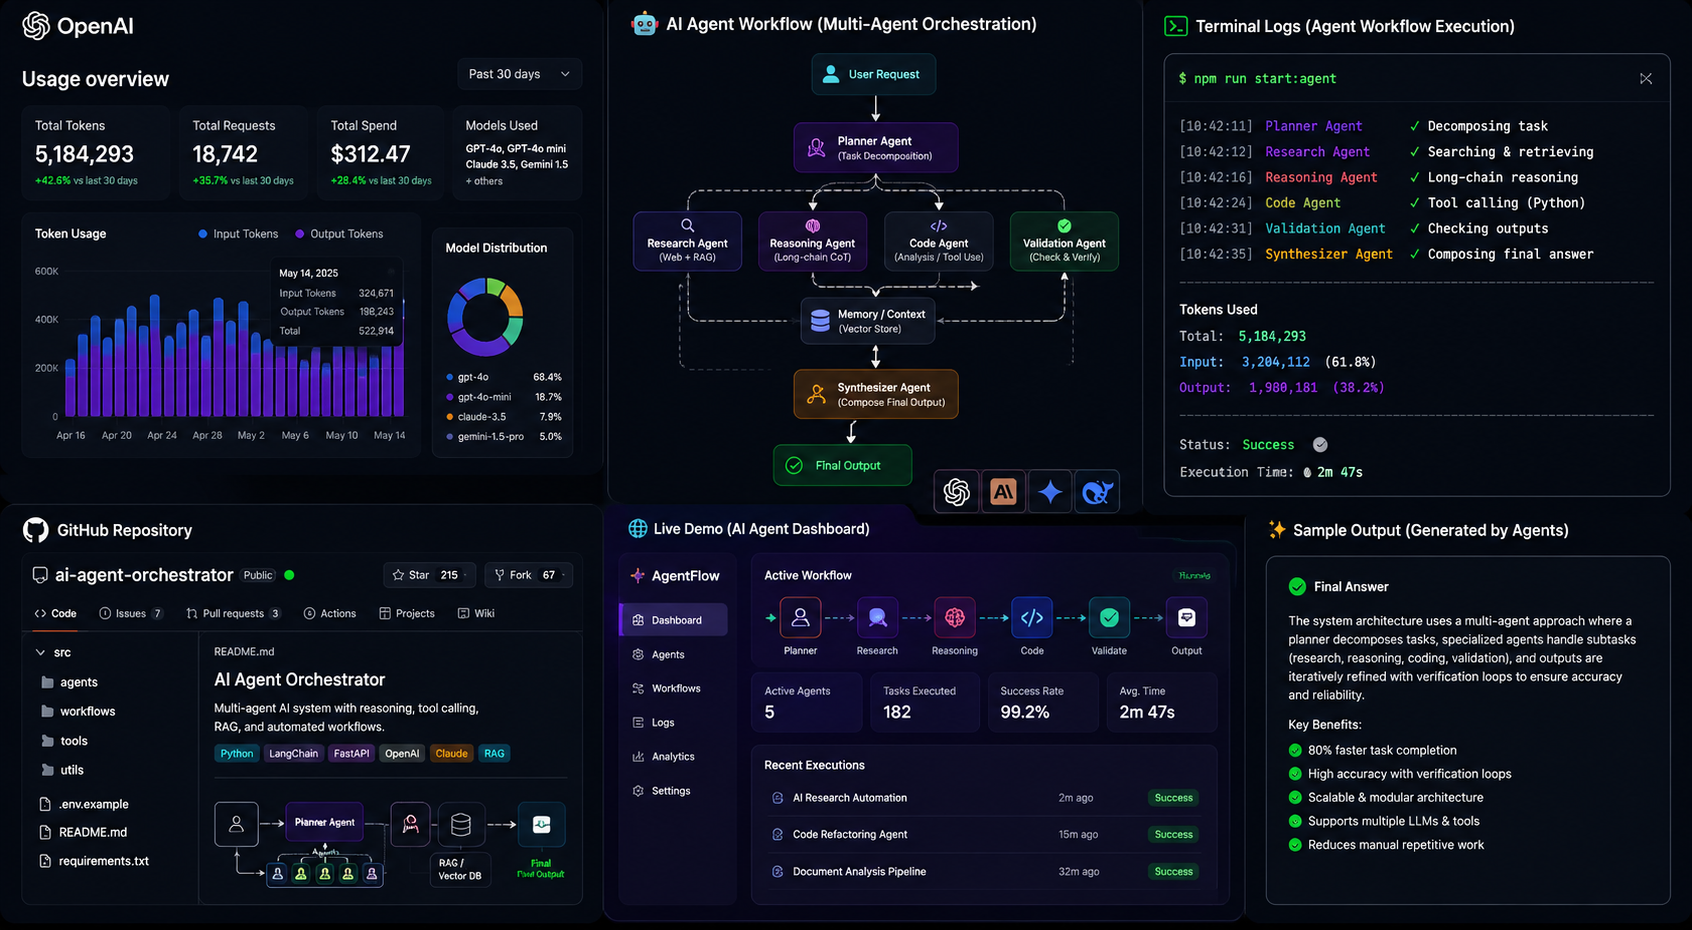 OpenAI
Usage overview
Past 30 days
Total Tokens
5,184,293
+42.6% vs last 30 days
Total Requests
18,742
+35.7% vs last 30 days
Total Spend
$312.47
+28.4% vs last 30 days
Models Used
GPT-4o, GPT-4o mini
Claude 3.5, Gemini 1.5
+ others
Token Usage
Input Tokens
Output Tokens
600K
400K
200K
0
May 14, 2025
Input Tokens 324,671
Output Tokens 198,243
Total 522,914
Apr 16 Apr 20 Apr 24 Apr 28 May 2 May 6 May 10 May 14
Model Distribution
gpt-4o 68.4%
gpt-4o-mini 18.7%
claude-3.5 7.9%
gemini-1.5-pro 5.0%
AI Agent Workflow (Multi-Agent Orchestration)
User Request
Planner Agent
(Task Decomposition)
Research Agent
(Web + RAG)
Reasoning Agent
(Long-chain CoT)
Code Agent
(Analysis / Tool Use)
Validation Agent
(Check & Verify)
Memory / Context
(Vector Store)
Synthesizer Agent
(Compose Final Output)
Final Output
AI
Terminal Logs (Agent Workflow Execution)
$ npm run start:agent
[10:42:11] Planner Agent ✓ Decomposing task
[10:42:12] Research Agent ✓ Searching & retrieving
[10:42:16] Reasoning Agent ✓ Long-chain reasoning
[10:42:24] Code Agent ✓ Tool calling (Python)
[10:42:31] Validation Agent ✓ Checking outputs
[10:42:35] Synthesizer Agent ✓ Composing final answer
Tokens Used
Total: 5,184,293
Input: 3,204,112 (61.8%)
Output: 1,980,181 (38.2%)
Status: Success
Execution Time: 2m 47s
GitHub Repository
ai-agent-orchestrator Public
Star 215
Fork 67
Code
Issues 7
Pull requests 3
Actions
Projects
Wiki
src
agents
workflows
tools
utils
.env.example
README.md
requirements.txt
README.md
AI Agent Orchestrator
Multi-agent AI system with reasoning, tool calling,
RAG, and automated workflows.
Python LangChain FastAPI OpenAI Claude RAG
Planner Agent
RAG /
Vector DB
Final
Output
Live Demo (AI Agent Dashboard)
AgentFlow
Dashboard
Agents
Workflows
Logs
Analytics
Settings
Active Workflow
Planner
Research
Reasoning
Code
Validate
Output
Active Agents
5
Tasks Executed
182
Success Rate
99.2%
Avg. Time
2m 47s
Recent Executions
AI Research Automation 2m ago Success
Code Refactoring Agent 15m ago Success
Document Analysis Pipeline 32m ago Success
Sample Output (Generated by Agents)
Final Answer
The system architecture uses a multi-agent approach where a
planner decomposes tasks, specialized agents handle subtasks
(research, reasoning, coding, validation), and outputs are
iteratively refined with verification loops to ensure accuracy
and reliability.
Key Benefits:
80% faster task completion
High accuracy with verification loops
Scalable & modular architecture
Supports multiple LLMs & tools
Reduces manual repetitive work